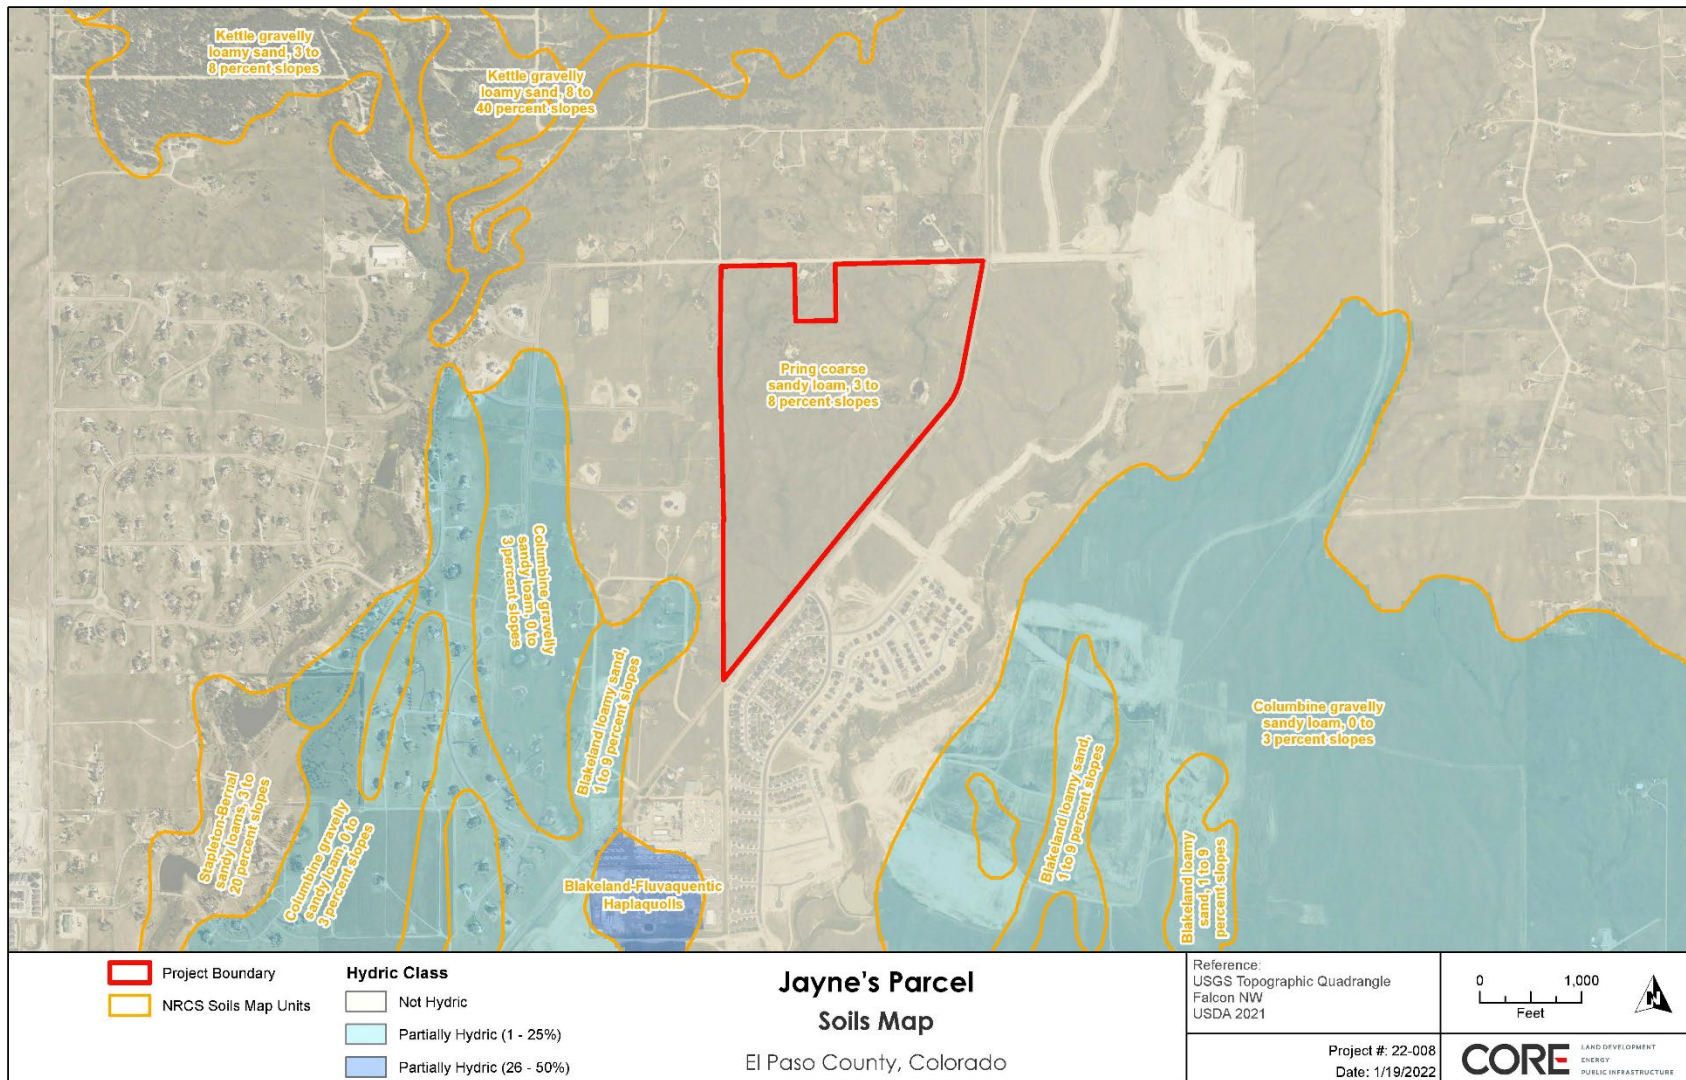 Kettle gravelly
loamy sand, 3 to
8 percent slopes
Kettle gravelly
loamy sand, 8 to
40 percent slopes
Pring coarse
sandy loam, 3 to
8 percent slopes
Columbine gravelly
sandy loam, 0 to
3 percent slopes
Blakeland loamy sand,
1 to 9 percent slopes
Columbine gravelly
sandy loam, 0 to
3 percent slopes
Stapleton-Bernal
sandy loams, 3 to
20 percent slopes
Columbine gravelly
sandy loam, 0 to
3 percent slopes
Blakeland-Fluvaquentic
Haplaquolls
Blakeland loamy sand,
1 to 9 percent slopes
Blakeland loamy
sand, 1 to 9
percent slopes
Project Boundary
NRCS Soils Map Units
Hydric Class
Not Hydric
Partially Hydric (1 - 25%)
Partially Hydric (26 - 50%)
Jayne's Parcel
Soils Map
El Paso County, Colorado
Reference:
USGS Topographic Quadrangle
Falcon NW
USDA 2021
Project #: 22-008
Date: 1/19/2022
0 1,000
Feet
N
CORE
LAND DEVELOPMENT
ENERGY
PUBLIC INFRASTRUCTURE